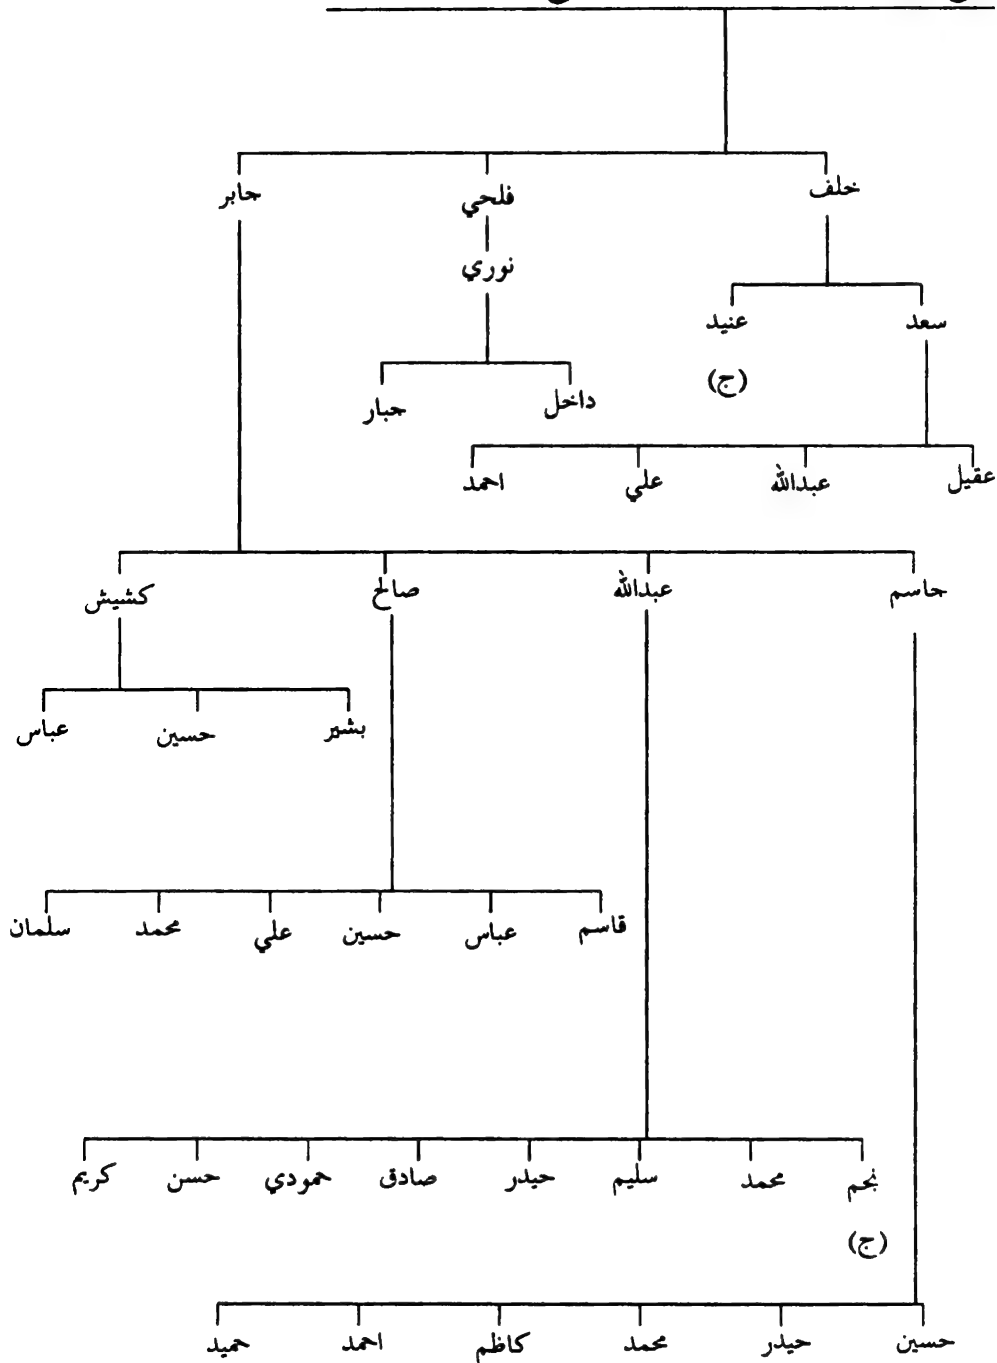 خلف فلحي جابر
نوري
سعد عنيد
(ج)
داخل جبار
عقيل عبدالله علي احمد
جاسم عبدالله صالح كشيش
بشير حسين عباس
قاسم عباس حسين علي محمد سلمان
نجم محمد سليم حيدر صادق حمودي حسن كريم
(ج)
حسين حيدر محمد كاظم احمد حميد